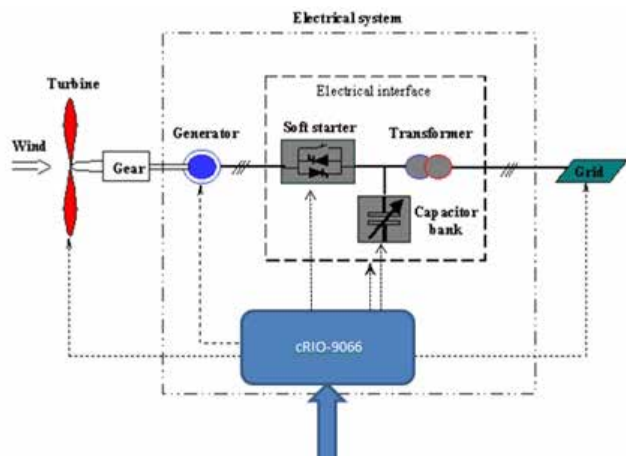 Electrical system
Turbine
Electrical interface
Wind
Generator
Soft starter
Transformer
Gear
Grid
Capacitor
bank
cRIO-9066